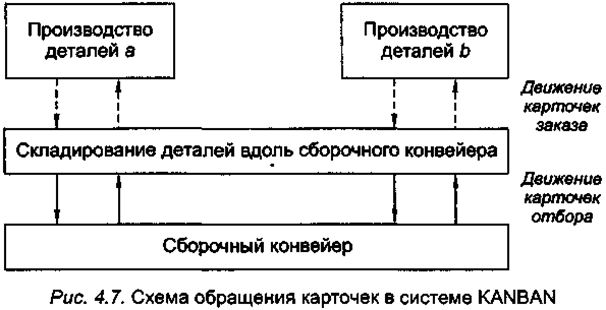 Производство
деталей a
Производство
деталей b
Движение
карточек
заказа
Складирование деталей вдоль сборочного конвейера
Движение
карточек
отбора
Сборочный конвейер
Рис. 4.7. Схема обращения карточек в системе KANBAN